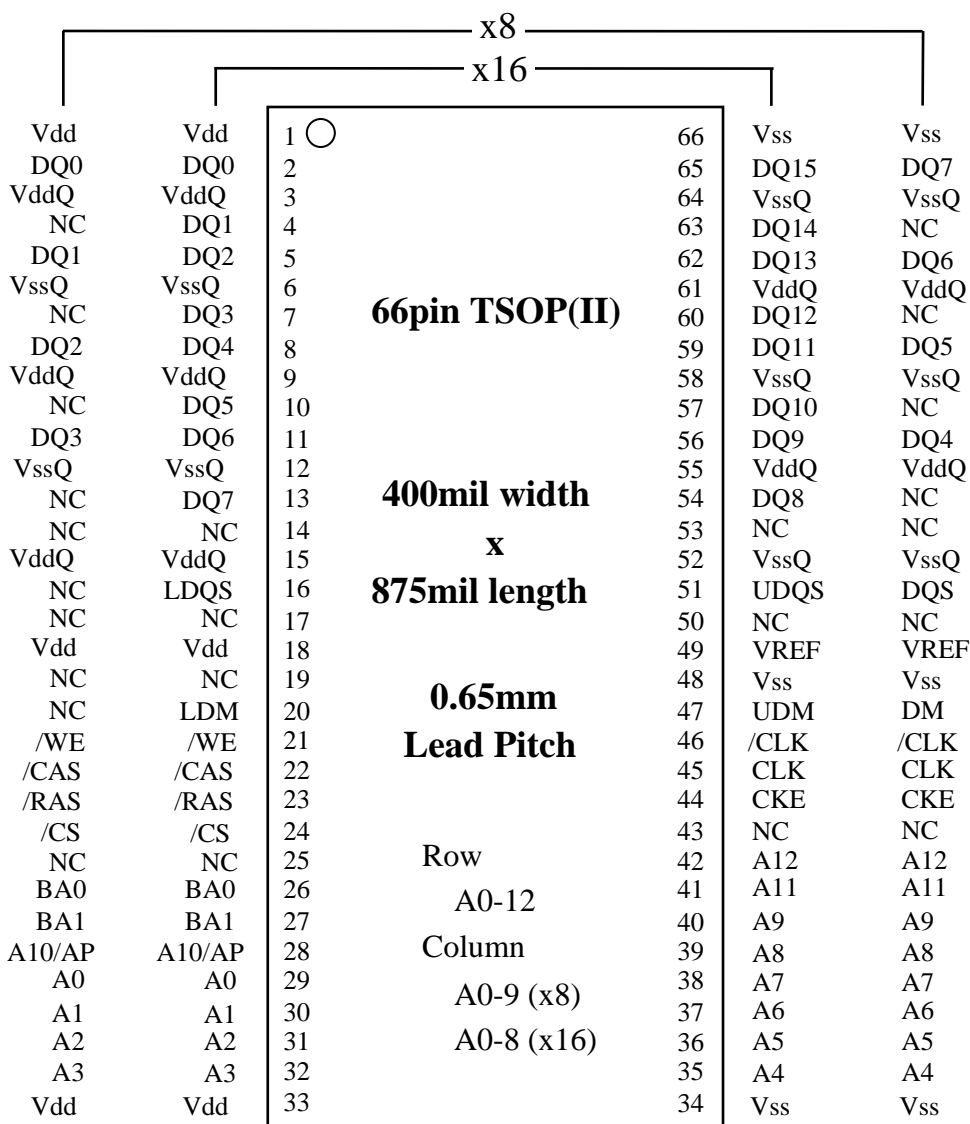 x8
x16
Vdd Vdd 1 66 Vss Vss
DQ0 DQ0 2 65 DQ15 DQ7
VddQ VddQ 3 64 VssQ VssQ
NC DQ1 4 63 DQ14 NC
DQ1 DQ2 5 62 DQ13 DQ6
VssQ VssQ 6 61 VddQ VddQ
NC DQ3 7 66pin TSOP(II) 60 DQ12 NC
DQ2 DQ4 8 59 DQ11 DQ5
VddQ VddQ 9 58 VssQ VssQ
NC DQ5 10 57 DQ10 NC
DQ3 DQ6 11 56 DQ9 DQ4
VssQ VssQ 12 55 VddQ VddQ
NC DQ7 13 400mil width 54 DQ8 NC
NC NC 14 x 53 NC NC
VddQ VddQ 15 52 VssQ VssQ
NC LDQS 16 875mil length 51 UDQS DQS
NC NC 17 50 NC NC
Vdd Vdd 18 49 VREF VREF
NC NC 19 0.65mm 48 Vss Vss
NC LDM 20 47 UDM DM
/WE /WE 21 Lead Pitch 46 /CLK /CLK
/CAS /CAS 22 45 CLK CLK
/RAS /RAS 23 44 CKE CKE
/CS /CS 24 43 NC NC
NC NC 25 Row 42 A12 A12
BA0 BA0 26 A0-12 41 A11 A11
BA1 BA1 27 40 A9 A9
A10/AP A10/AP 28 Column 39 A8 A8
A0 A0 29 A0-9 (x8) 38 A7 A7
A1 A1 30 37 A6 A6
A2 A2 31 A0-8 (x16) 36 A5 A5
A3 A3 32 35 A4 A4
Vdd Vdd 33 34 Vss Vss